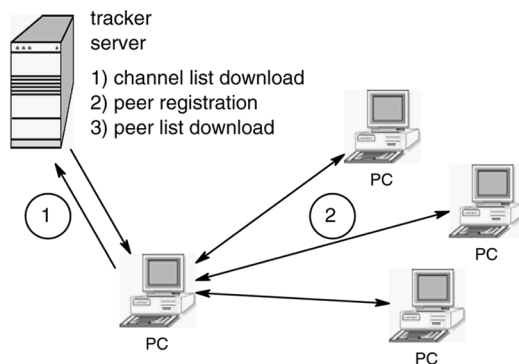 tracker
server
1) channel list download
2) peer registration
3) peer list download
PC
1
2
PC
PC
PC